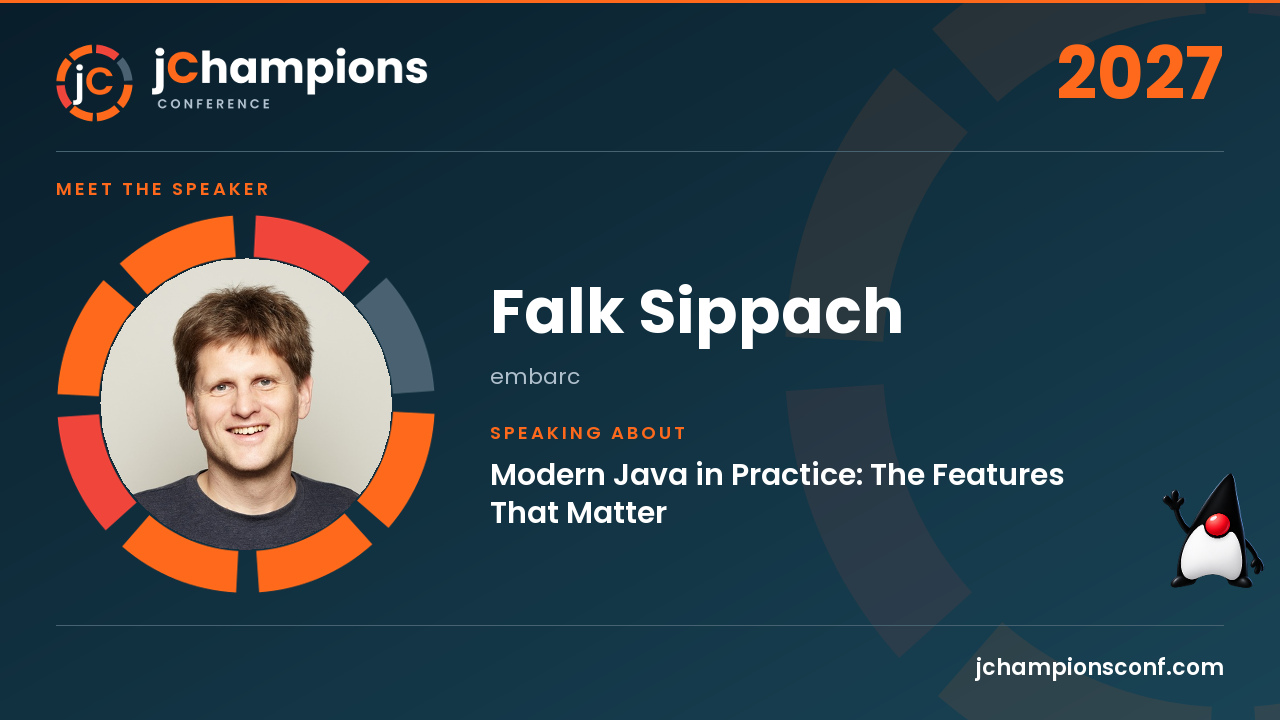 jC
jChampions
CONFERENCE
2027
MEET THE SPEAKER
Falk Sippach
embarc
SPEAKING ABOUT
Modern Java in Practice: The Features
That Matter
jchampionsconf.com